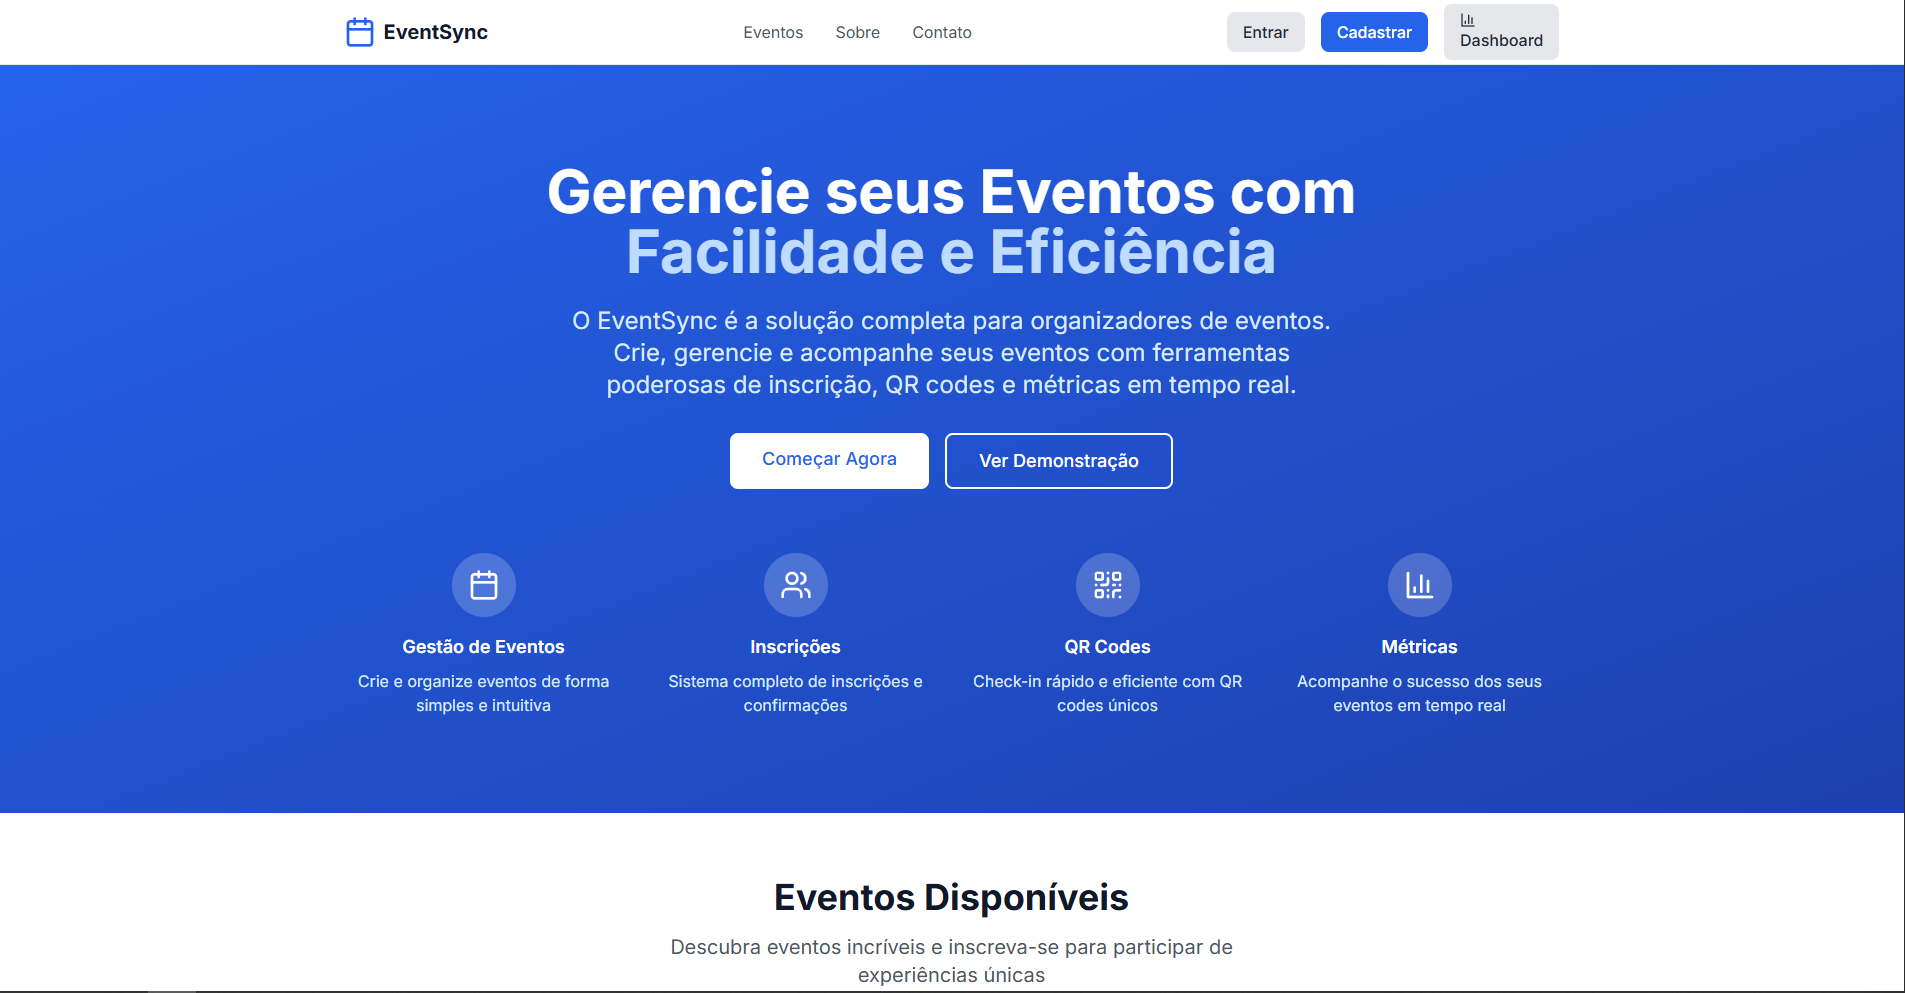 EventSync
Eventos
Sobre
Contato
Entrar
Cadastrar
Dashboard
Gerencie seus Eventos com
Facilidade e Eficiência
O EventSync é a solução completa para organizadores de eventos.
Crie, gerencie e acompanhe seus eventos com ferramentas
poderosas de inscrição, QR codes e métricas em tempo real.
Começar Agora
Ver Demonstração
Gestão de Eventos
Crie e organize eventos de forma
simples e intuitiva
Inscrições
Sistema completo de inscrições e
confirmações
QR Codes
Check-in rápido e eficiente com QR
codes únicos
Métricas
Acompanhe o sucesso dos seus
eventos em tempo real
Eventos Disponíveis
Descubra eventos incríveis e inscreva-se para participar de
experiências únicas